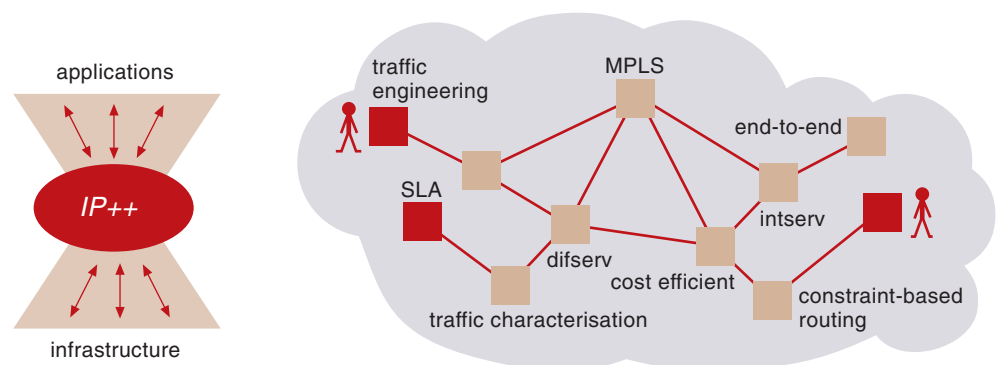 applications
IP++
infrastructure
traffic
engineering
MPLS
end-to-end
SLA
intserv
difserv
cost efficient
traffic characterisation
constraint-based
routing